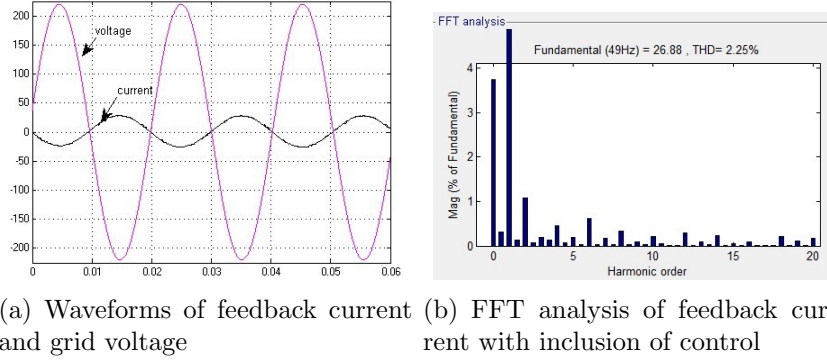 voltage
current
200
150
100
50
0
-50
-100
-150
-200
0 0.01 0.02 0.03 0.04 0.05 0.06
(a) Waveforms of feedback current
and grid voltage
FFT analysis
Fundamental (49Hz) = 26.88 , THD= 2.25%
Mag (% of Fundamental)
4
3
2
1
0
0 5 10 15 20
Harmonic order
(b) FFT analysis of feedback cur
rent with inclusion of control